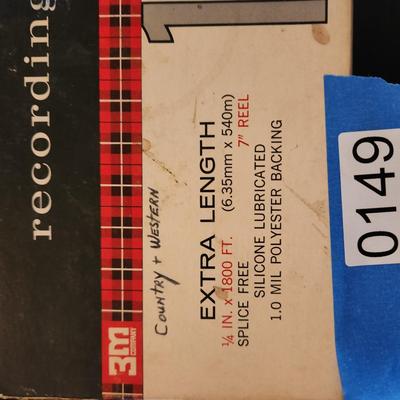 recording
1
3M
COMPANY
Country + Western
EXTRA LENGTH
¼ IN. x 1800 FT. (6.35mm x 540m)
SPLICE FREE 7" REEL
SILICONE LUBRICATED
1.0 MIL POLYESTER BACKING
0149